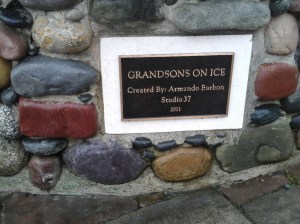 GRANDSONS ON ICE
Created By: Armando Barbon
Studio 37
2011